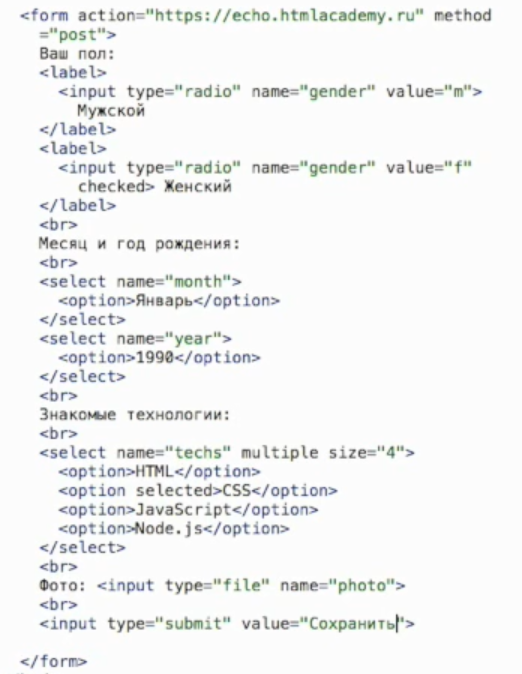 <form action="https://echo.htmlacademy.ru" method
="post">
Ваш пол:
<label>
<input type="radio" name="gender" value="m">
Мужской
</label>
<label>
<input type="radio" name="gender" value="f"
checked> Женский
</label>
<br>
Месяц и год рождения:
<br>
<select name="month">
<option>Январь</option>
</select>
<select name="year">
<option>1990</option>
</select>
<br>
Знакомые технологии:
<br>
<select name="techs" multiple size="4">
<option>HTML</option>
<option selected>CSS</option>
<option>JavaScript</option>
<option>Node.js</option>
</select>
<br>
Фото: <input type="file" name="photo">
<br>
<input type="submit" value="Сохранить">
</form>